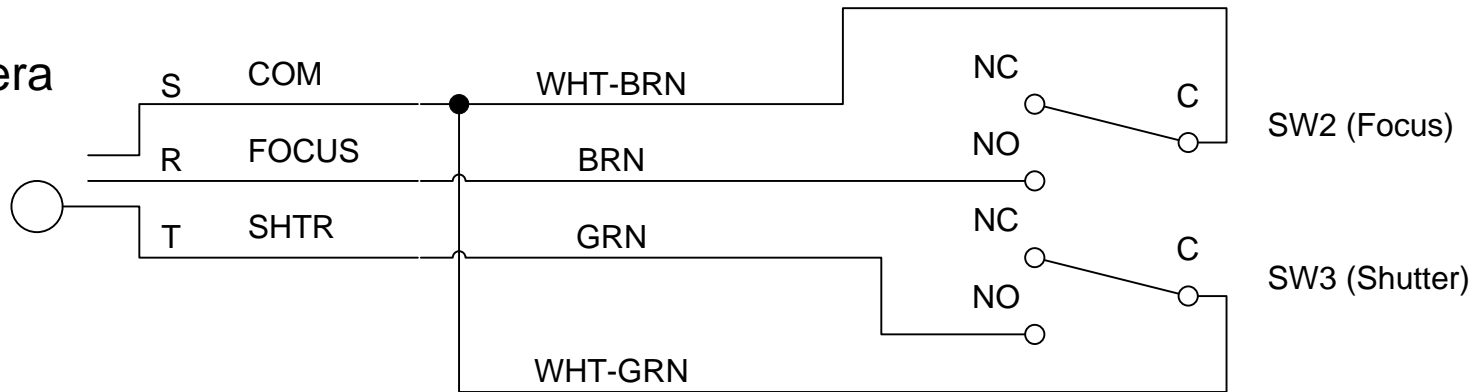 era
S COM WHT-BRN NC C
SW2 (Focus)
R FOCUS BRN NO
T SHTR GRN NC C
SW3 (Shutter)
NO
WHT-GRN